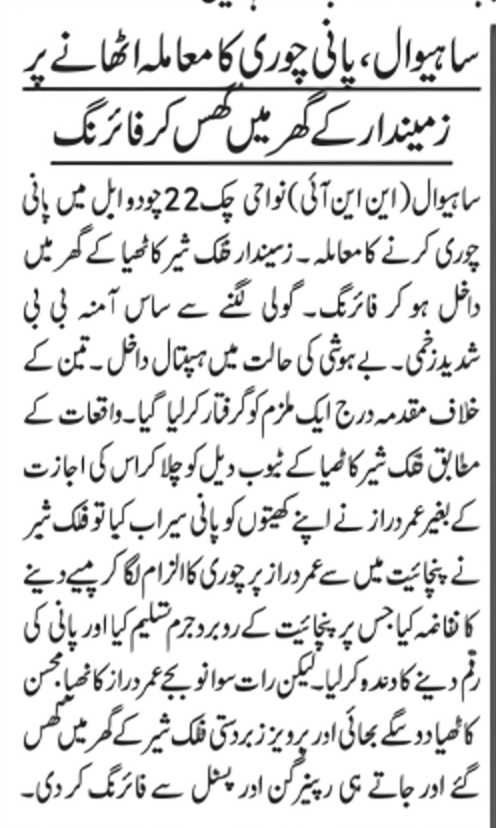 ساہیوال، پانی چوری کا معاملہ اٹھانے پر
زمیندار کے گھر میں گھس کر فائرنگ
ساہیوال(این این آئی)نواحی چک22چودو ایل میں پانی
چوری کرنے کا معاملہ۔زمیندار فلک شیر کاٹھیا کے گھر میں
داخل ہو کر فائرنگ۔گولی لگنے سے ساس آمنہ بی بی
شدید زخمی۔بے ہوشی کی حالت میں ہسپتال داخل۔تین کے
خلاف مقدمہ درج ایک ملزم کو گرفتار کرلیا گیا۔واقعات کے
مطابق فلک شیر کاٹھیا کے ٹیوب ویل کو چلا کر اس کی اجازت
کے بغیر عمر دراز نے اپنے کھیتوں کو پانی سیراب کیا تو فلک شیر
نے پنچائیت میں سے عمر دراز پر چوری کا الزام لگا کر پیسے دینے
کا تقاضہ کیا جس پر پنچائیت کے روبرو جرم تسلیم کیا اور پانی کی
رقم دینے کا وعدہ کرلیا۔لیکن رات سوا نو بجے عمر دراز کاٹھیا محسن
کاٹھیا دو سگے بھائی اور پرویز زبردستی فلک شیر کے گھر میں گھس
گئے اور جاتے ہی رپیٹر گن اور پسٹل سے فائرنگ کر دی۔